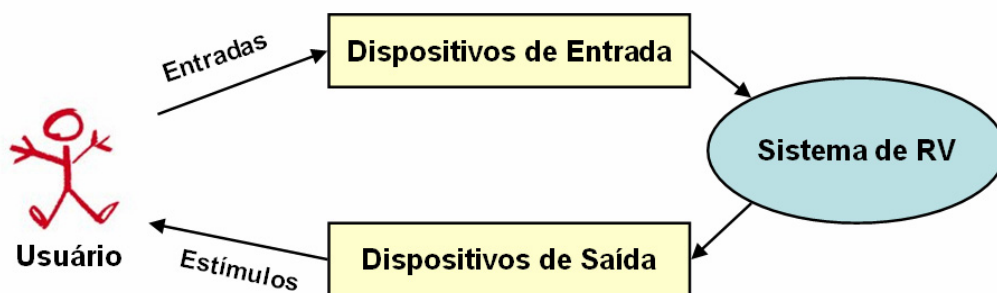 Entradas
Dispositivos de Entrada
Sistema de RV
Usuário
Estímulos
Dispositivos de Saída